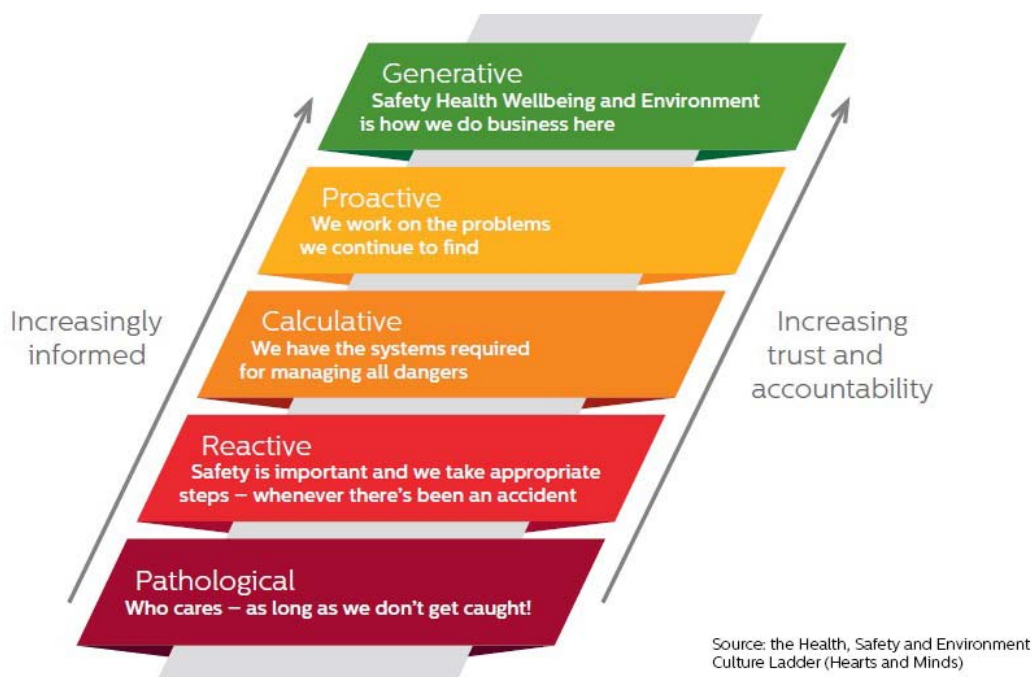 Generative
Safety Health Wellbeing and Environment
is how we do business here
Proactive
We work on the problems
we continue to find
Increasingly
informed
Calculative
We have the systems required
for managing all dangers
Increasing
trust and
accountability
Reactive
Safety is important and we take appropriate
steps – whenever there's been an accident
Pathological
Who cares – as long as we don't get caught!
Source: the Health, Safety and Environment
Culture Ladder (Hearts and Minds)